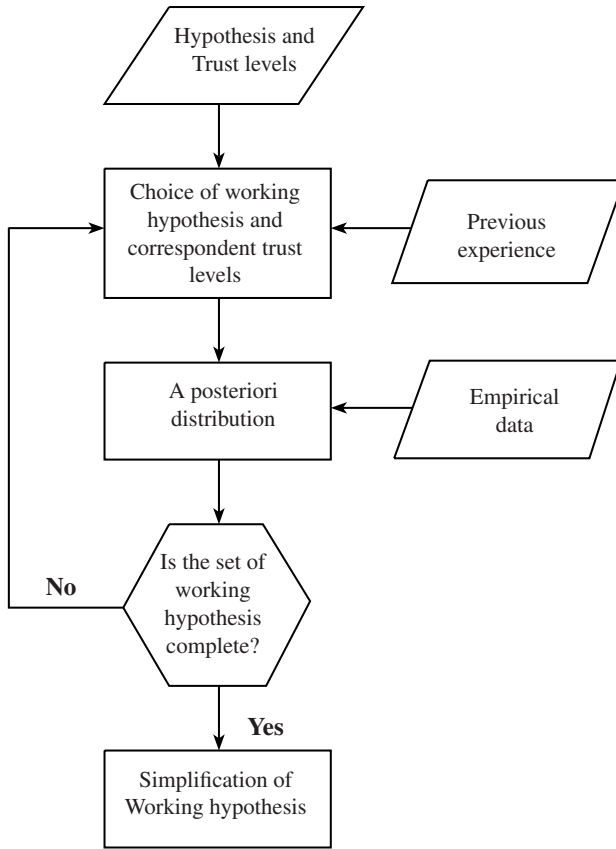 Hypothesis and
Trust levels
Choice of working
hypothesis and
correspondent trust
levels
Previous
experience
A posteriori
distribution
Empirical
data
Is the set of
working
hypothesis
complete?
No
Yes
Simplification of
Working hypothesis